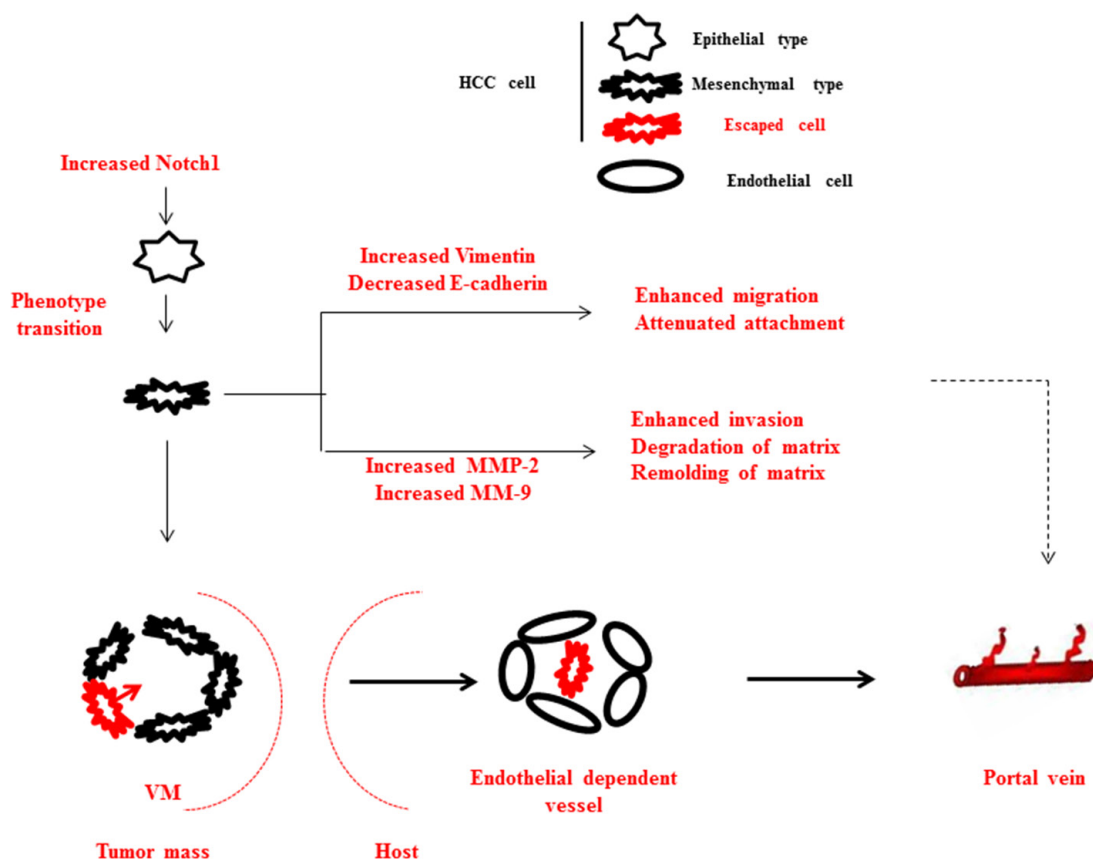 Epithelial type
HCC cell
Mesenchymal type
Escaped cell
Endothelial cell
Increased Notch1
Phenotype
transition
Increased Vimentin
Decreased E-cadherin
Enhanced migration
Attenuated attachment
Increased MMP-2
Increased MM-9
Enhanced invasion
Degradation of matrix
Remolding of matrix
VM
Tumor mass
Host
Endothelial dependent
vessel
Portal vein